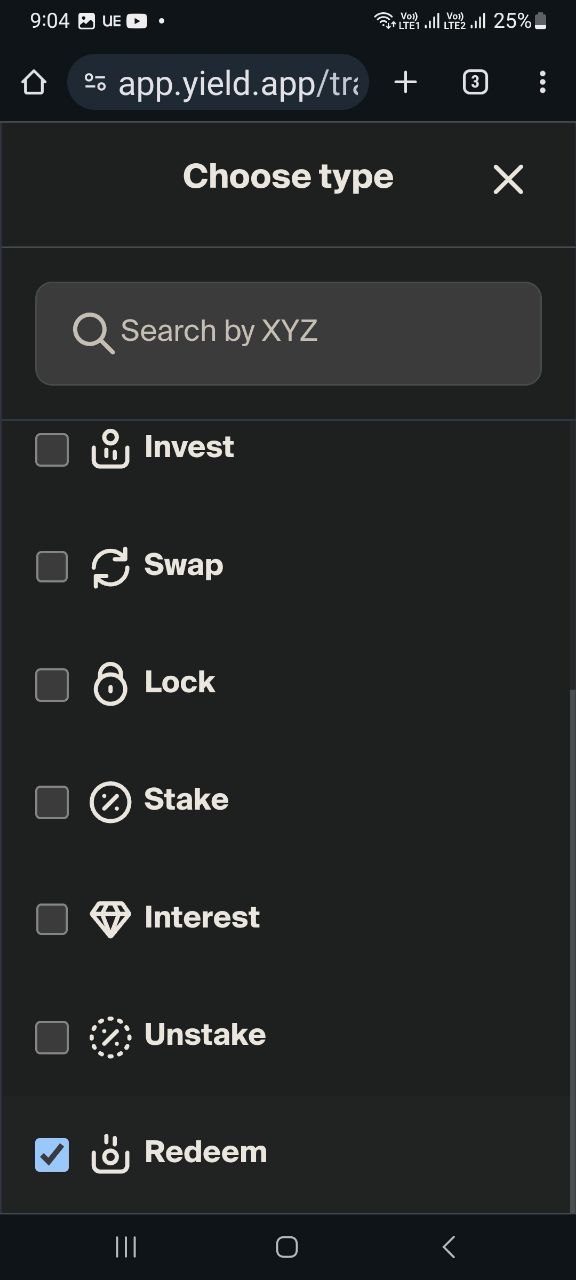 9:04 UE Vo)) LTE1 Vo)) LTE2 25%
app.yield.app/tra 3
Choose type
Search by XYZ
Invest
Swap
Lock
Stake
Interest
Unstake
Redeem